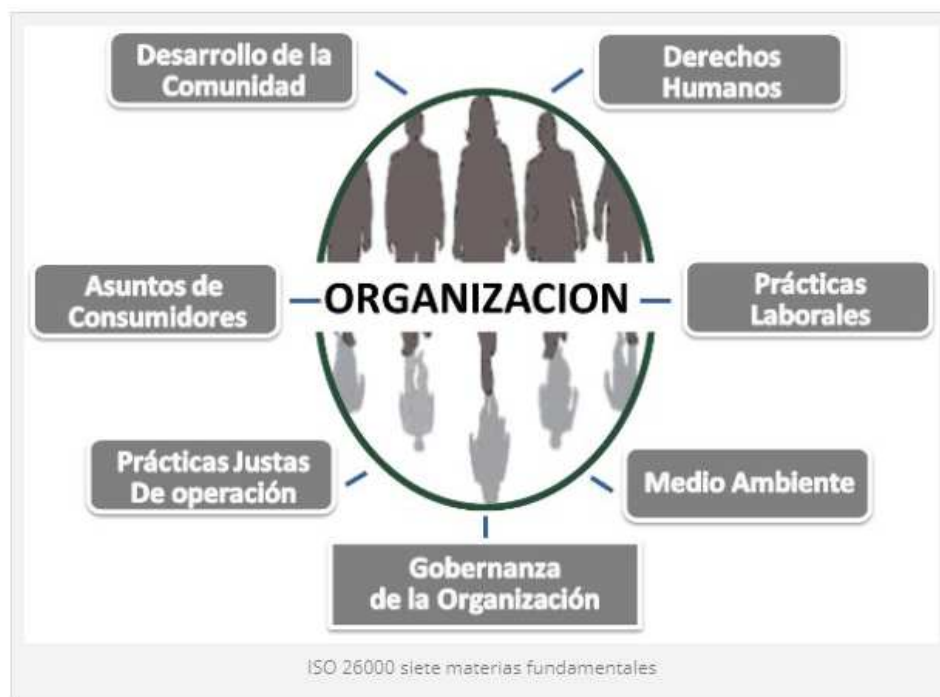 Desarrollo de la
Comunidad
Derechos
Humanos
Asuntos de
Consumidores
ORGANIZACION
Prácticas
Laborales
Prácticas Justas
De operación
Medio Ambiente
Gobernanza
de la Organización
ISO 26000 siete materias fundamentales